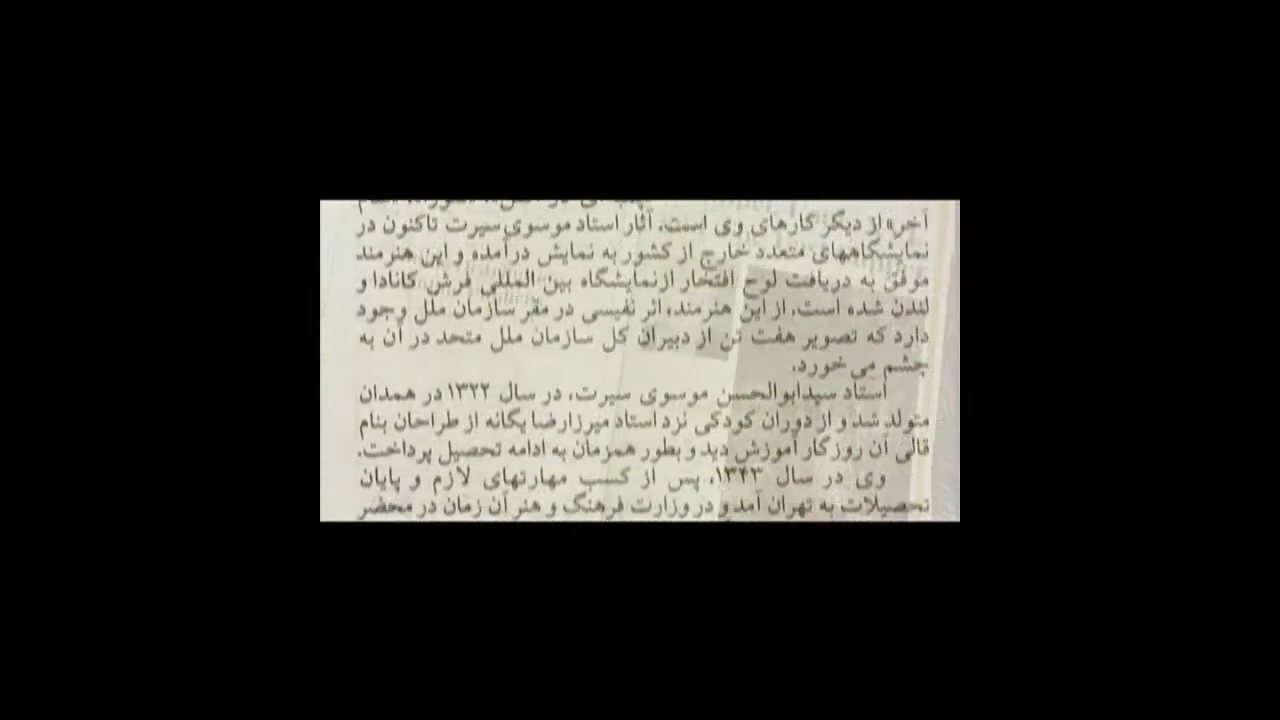 آخر» از دیگر کارهای وی است. آثار استاد موسوی سیرت تاکنون در
نمایشگاههای متعدد خارج از کشور به نمایش درآمده و این هنرمند
موفق به دریافت لوح افتخار ازنمایشگاه بین المللی فرش کانادا و
لندن شده است. از این هنرمند، اثر نفیسی در مقر سازمان ملل وجود
دارد که تصویر هفت تن از دبیران کل سازمان ملل متحد در آن به
چشم می خورد.
استاد سیدابوالحسن موسوی سیرت، در سال ۱۳۲۲ در همدان
متولد شد و از دوران کودکی نزد استاد میرزارضا یگانه از طراحان بنام
قالی آن روزگار آموزش دید و بطور همزمان به ادامه تحصیل پرداخت.
وی در سال ۱۳۴۳، پس از کسب مهارتهای لازم و پایان
تحصیلات به تهران آمد و در وزارت فرهنگ و هنر آن زمان در محضر